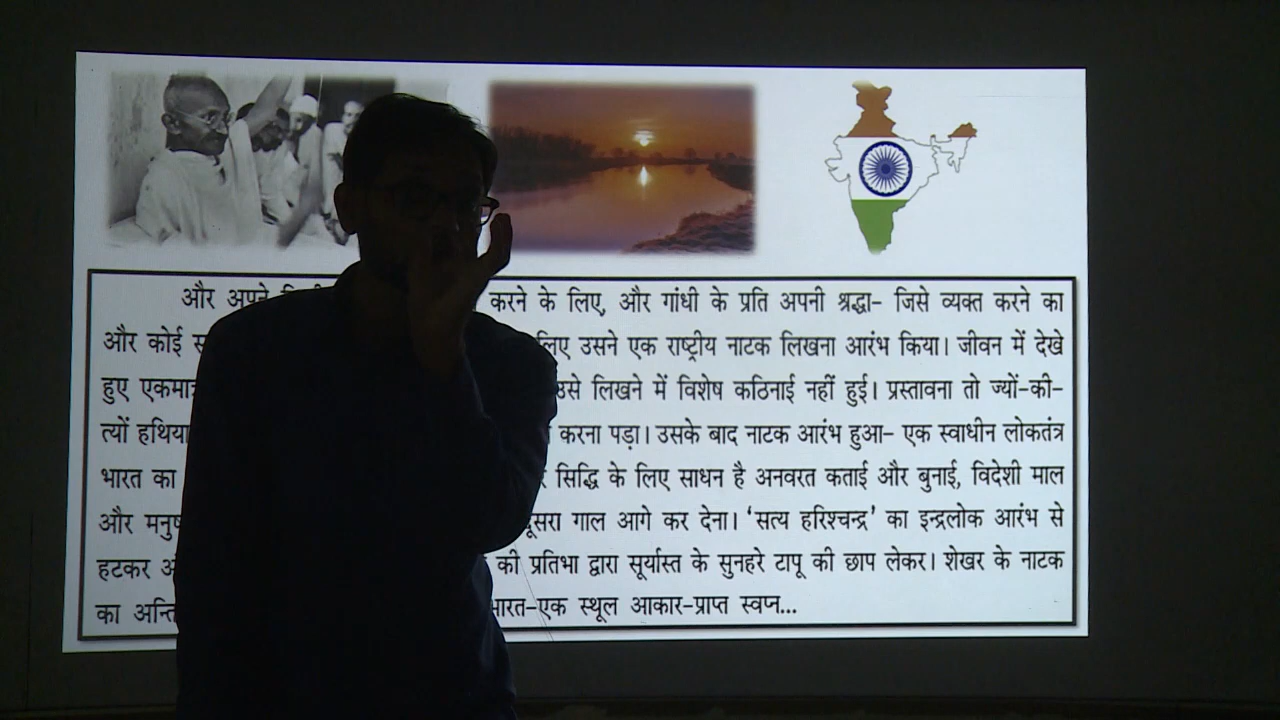 और अपने करने के लिए, और गांधी के प्रति अपनी श्रद्धा- जिसे व्यक्त करने का
और कोई लिए उसने एक राष्ट्रीय नाटक लिखना आरंभ किया। जीवन में देखे
हुए एकमात्र उसे लिखने में विशेष कठिनाई नहीं हुई। प्रस्तावना तो ज्यों-की-
त्यों हथिया करना पड़ा। उसके बाद नाटक आरंभ हुआ- एक स्वाधीन लोकतंत्र
भारत का सिद्धि के लिए साधन है अनवरत कताई और बुनाई, विदेशी माल
और दूसरा गाल आगे कर देना। 'सत्य हरिश्चन्द्र' का इन्द्रलोक आरंभ से
हटकर की प्रतिभा द्वारा सूर्यास्त के सुनहरे टापू की छाप लेकर। शेखर के नाटक
का भारत-एक स्थूल आकार-प्राप्त स्वप्न...